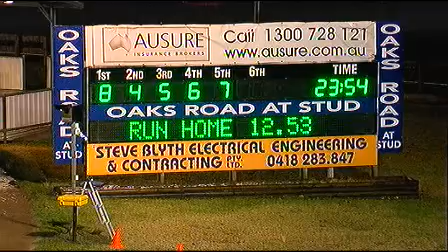 AUSURE
INSURANCE BROKERS
Call 1300 728 121
www.ausure.com.au
OAKS ROAD AT STUD
1ST 2ND 3RD 4TH 5TH 6TH TIME
8 4 5 6 7 23:54
OAKS ROAD AT STUD
RUN HOME 12.53
STEVE BLYTH ELECTRICAL ENGINEERING
& CONTRACTING PTY. LTD. 0418 283.847
OAKS ROAD AT STUD